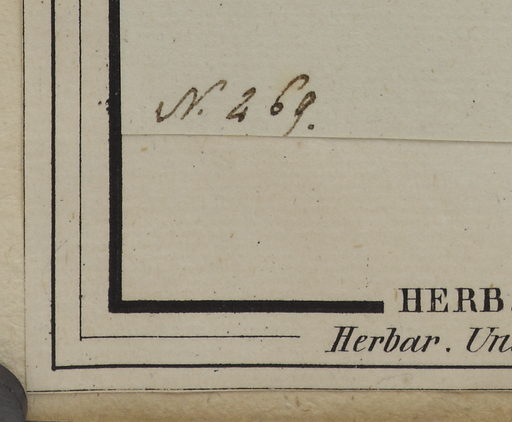 N. 269.
HERB.
Herbar. Un